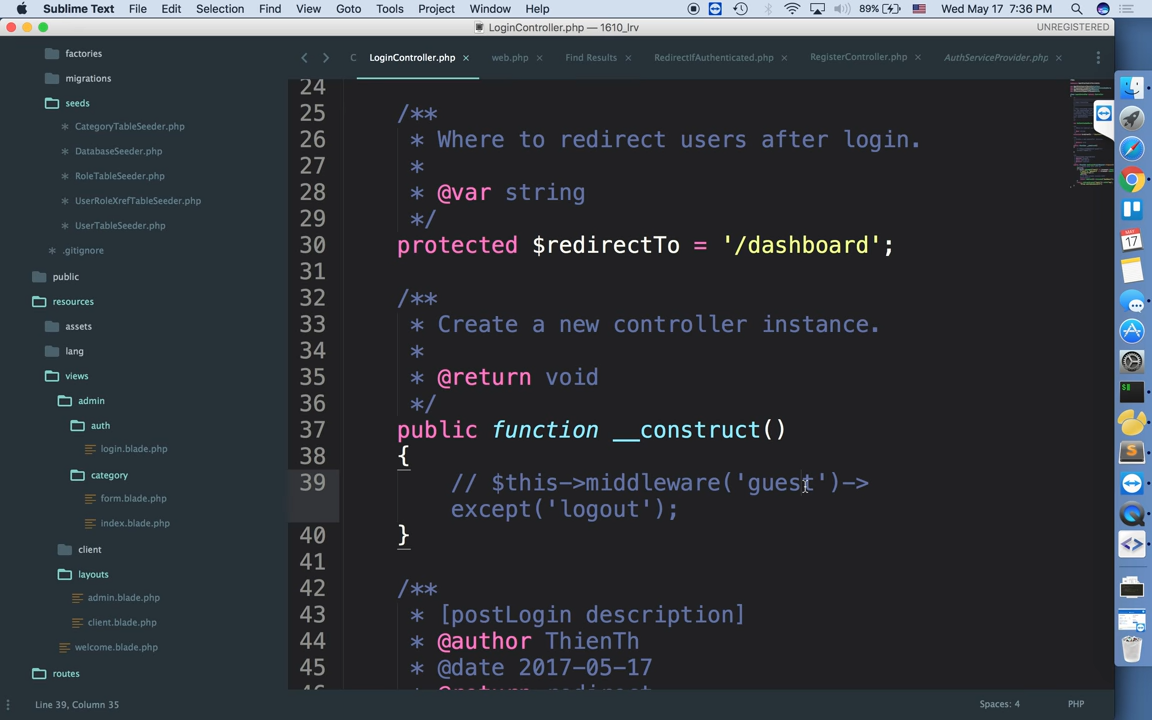 Sublime Text File Edit Selection Find View Goto Tools Project Window Help 89% Wed May 17 7:36 PM
LoginController.php — 1610_lrv UNREGISTERED
C LoginController.php × web.php × Find Results × RedirectIfAuthenticated.php × RegisterController.php × AuthServiceProvider.php ×
factories
migrations
seeds
CategoryTableSeeder.php
DatabaseSeeder.php
RoleTableSeeder.php
UserRoleXrefTableSeeder.php
UserTableSeeder.php
.gitignore
public
resources
assets
lang
views
admin
auth
login.blade.php
category
form.blade.php
index.blade.php
client
layouts
admin.blade.php
client.blade.php
welcome.blade.php
routes
24
25 /**
26 * Where to redirect users after login.
27 *
28 * @var string
29 */
30 protected $redirectTo = '/dashboard';
31
32 /**
33 * Create a new controller instance.
34 *
35 * @return void
36 */
37 public function __construct()
38 {
39 // $this->middleware('guest')->
except('logout');
40 }
41
42 /**
43 * [postLogin description]
44 * @author ThienTh
45 * @date 2017-05-17
46 * @return redirect
17
Line 39, Column 35 Spaces: 4 PHP